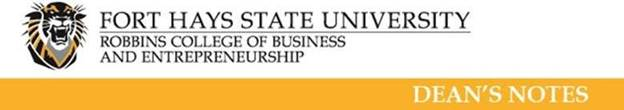 FORT HAYS STATE UNIVERSITY
ROBBINS COLLEGE OF BUSINESS
AND ENTREPRENEURSHIP
DEAN'S NOTES